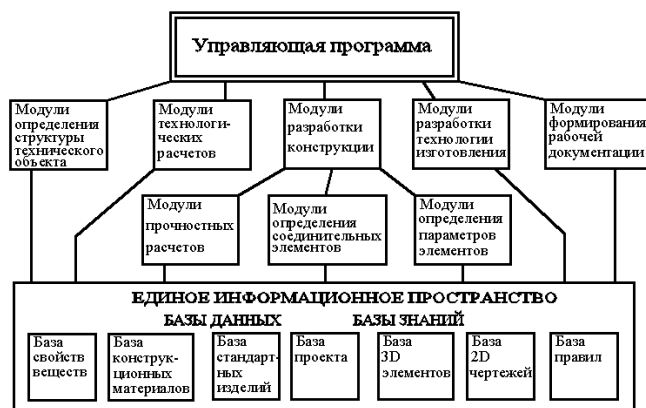 Управляющая программа
Модули
определения
структуры
технического
объекта
Модули
технологи-
ческих
расчетов
Модули
разработки
конструкции
Модули
разработки
технологии
изготовления
Модули
формирования
рабочей
документации
Модули
прочностных
расчетов
Модули
определения
соединительных
элементов
Модули
определения
параметров
элементов
ЕДИНОЕ ИНФОРМАЦИОННОЕ ПРОСТРАНСТВО
БАЗЫ ДАННЫХ БАЗЫ ЗНАНИЙ
База
свойств
веществ
База
конструк-
ционных
материалов
База
стандарт-
ных
изделий
База
проекта
База
3D
элементов
База
2D
чертежей
База
правил